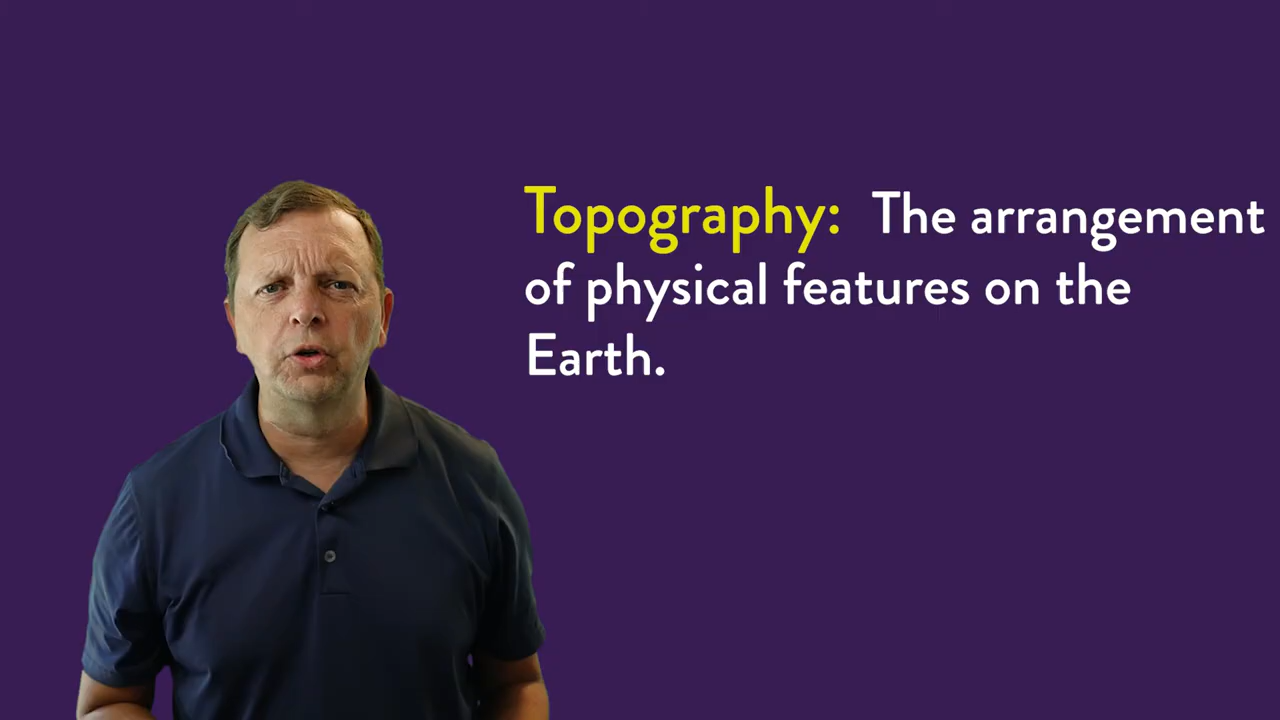 Topography: The arrangement
of physical features on the
Earth.